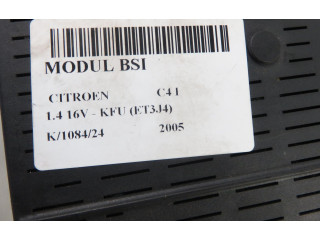 MODUL BSI
CITROEN C4 I
1.4 16V - KFU (ET3J4)
K/1084/24 2005